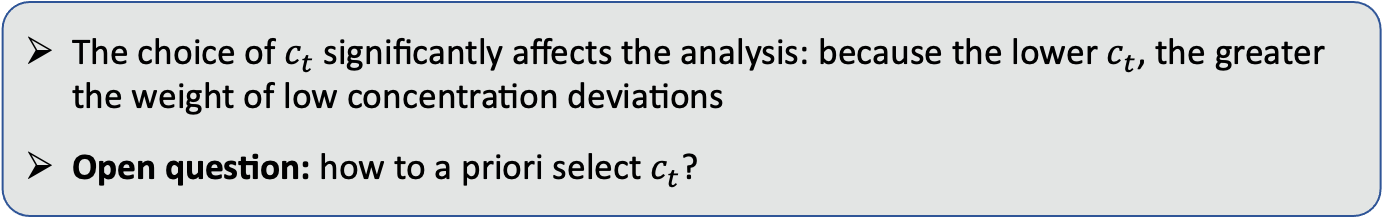 ➢ The choice of 𝑐𝑡 significantly affects the analysis: because the lower 𝑐𝑡, the greater
the weight of low concentration deviations
➢ Open question: how to a priori select 𝑐𝑡?